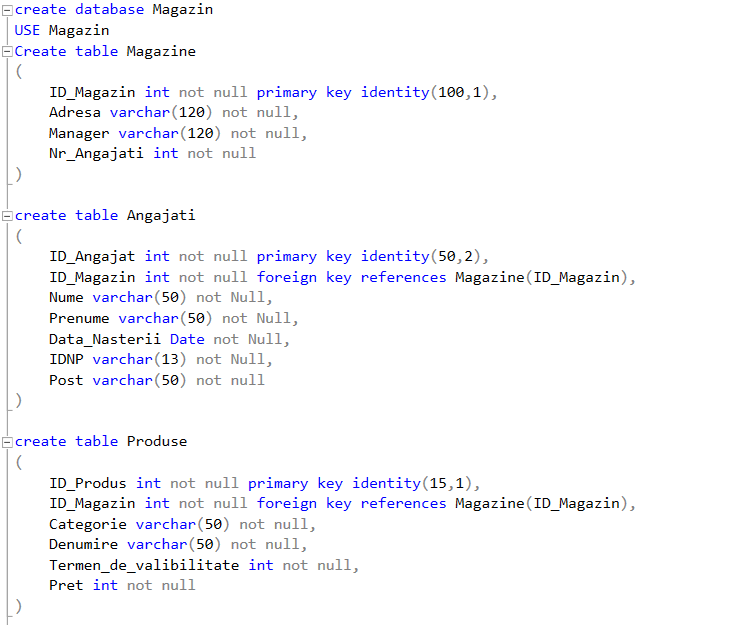 create database Magazin
USE Magazin
Create table Magazine
(
ID_Magazin int not null primary key identity(100,1),
Adresa varchar(120) not null,
Manager varchar(120) not null,
Nr_Angajati int not null
)
create table Angajati
(
ID_Angajat int not null primary key identity(50,2),
ID_Magazin int not null foreign key references Magazine(ID_Magazin),
Nume varchar(50) not Null,
Prenume varchar(50) not Null,
Data_Nasterii Date not Null,
IDNP varchar(13) not Null,
Post varchar(50) not null
)
create table Produse
(
ID_Produs int not null primary key identity(15,1),
ID_Magazin int not null foreign key references Magazine(ID_Magazin),
Categorie varchar(50) not null,
Denumire varchar(50) not null,
Termen_de_valibilitate int not null,
Pret int not null
)